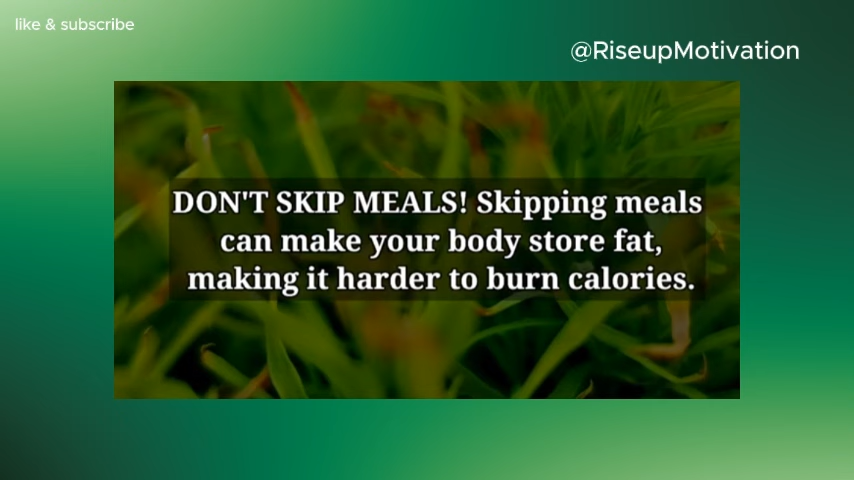 like & subscribe
@RiseupMotivation
DON'T SKIP MEALS! Skipping meals
can make your body store fat,
making it harder to burn calories.